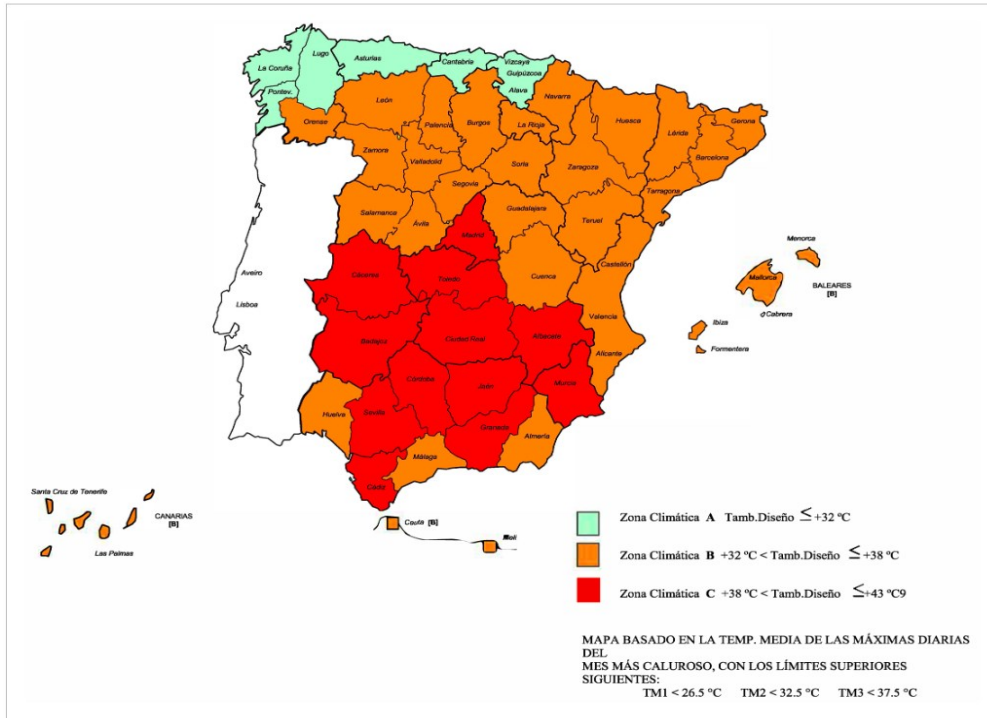 Lugo
La Coruña
Asturias
Cantabria
Vizcaya
Guipúzcoa
Alava
Pontev.
Orense
León
Palencia
Burgos
La Rioja
Navarra
Huesca
Lérida
Gerona
Barcelona
Zamora
Valladolid
Soria
Zaragoza
Tarragona
Segovia
Salamanca
Ávila
Guadalajara
Teruel
Madrid
Castellón
Menorca
Aveiro
Cáceres
Toledo
Cuenca
Mallorca
BALEARES
[B]
Lisboa
Valencia
Cabrera
Ibiza
Badajoz
Ciudad Real
Albacete
Alicante
Formentera
Córdoba
Jaén
Murcia
Huelva
Sevilla
Granada
Almería
Málaga
Cádiz
Santa Cruz de Tenerife
CANARIAS
[B]
Las Palmas
Ceuta [B]
Zona Climática A Tamb.Diseño ≤ +32 ºC
Zona Climática B +32 ºC < Tamb.Diseño ≤ +38 ºC
Zona Climática C +38 ºC < Tamb.Diseño ≤+43 ºC9
MAPA BASADO EN LA TEMP. MEDIA DE LAS MÁXIMAS DIARIAS
DEL
MES MÁS CALUROSO, CON LOS LÍMITES SUPERIORES
SIGUIENTES:
TM1 < 26.5 ºC TM2 < 32.5 ºC TM3 < 37.5 ºC